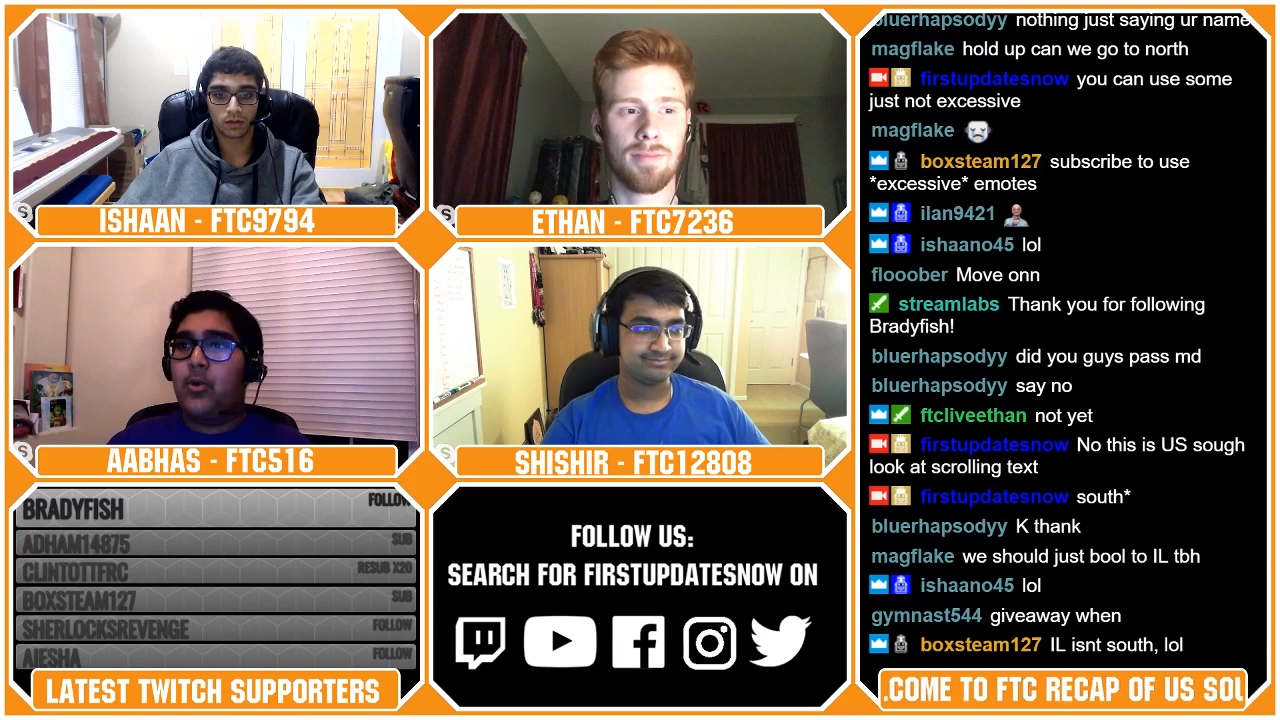 ISHAAN - FTC9794
ETHAN - FTC7236
AABHAS - FTC516
SHISHIR - FTC12808
BRADYFISH FOLLOW
ADHAM14875 SUB
CLINTOTTFRC RESUB X20
BOXSTEAM127 SUB
SHERLOCKSREVENGE FOLLOW
AIESHA FOLLOW
LATEST TWITCH SUPPORTERS
FOLLOW US:
SEARCH FOR FIRSTUPDATESNOW ON
bluerhapsodyy nothing just saying ur name
magflake hold up can we go to north
firstupdatesnow you can use some
just not excessive
magflake
boxsteam127 subscribe to use
*excessive* emotes
ilan9421
ishaano45 lol
flooober Move onn
streamlabs Thank you for following
Bradyfish!
bluerhapsodyy did you guys pass md
bluerhapsodyy say no
ftcliveethan not yet
firstupdatesnow No this is US sough
look at scrolling text
firstupdatesnow south*
bluerhapsodyy K thank
magflake we should just bool to IL tbh
ishaano45 lol
gymnast544 giveaway when
boxsteam127 IL isnt south, lol
.COME TO FTC RECAP OF US SOU